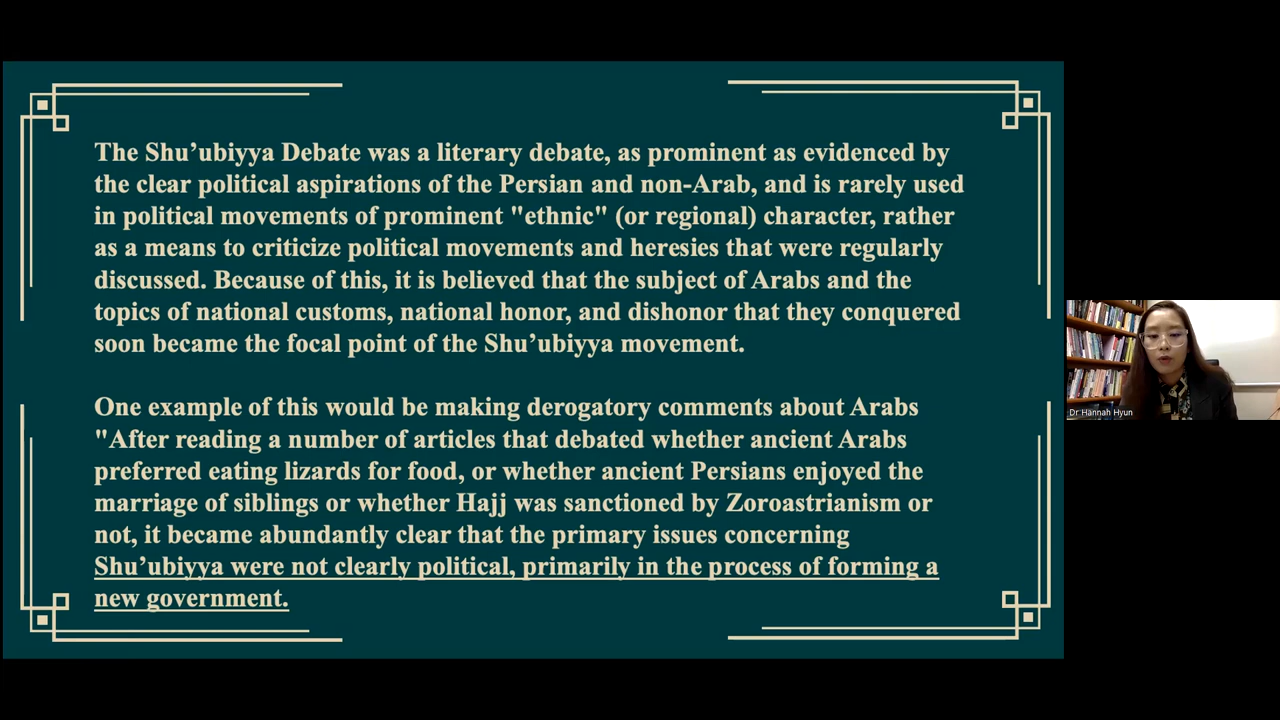 The Shu’ubiyya Debate was a literary debate, as prominent as evidenced by
the clear political aspirations of the Persian and non-Arab, and is rarely used
in political movements of prominent "ethnic" (or regional) character, rather
as a means to criticize political movements and heresies that were regularly
discussed. Because of this, it is believed that the subject of Arabs and the
topics of national customs, national honor, and dishonor that they conquered
soon became the focal point of the Shu’ubiyya movement.
One example of this would be making derogatory comments about Arabs
"After reading a number of articles that debated whether ancient Arabs
preferred eating lizards for food, or whether ancient Persians enjoyed the
marriage of siblings or whether Hajj was sanctioned by Zoroastrianism or
not, it became abundantly clear that the primary issues concerning
Shu’ubiyya were not clearly political, primarily in the process of forming a
new government.
Dr Hannah Hyun